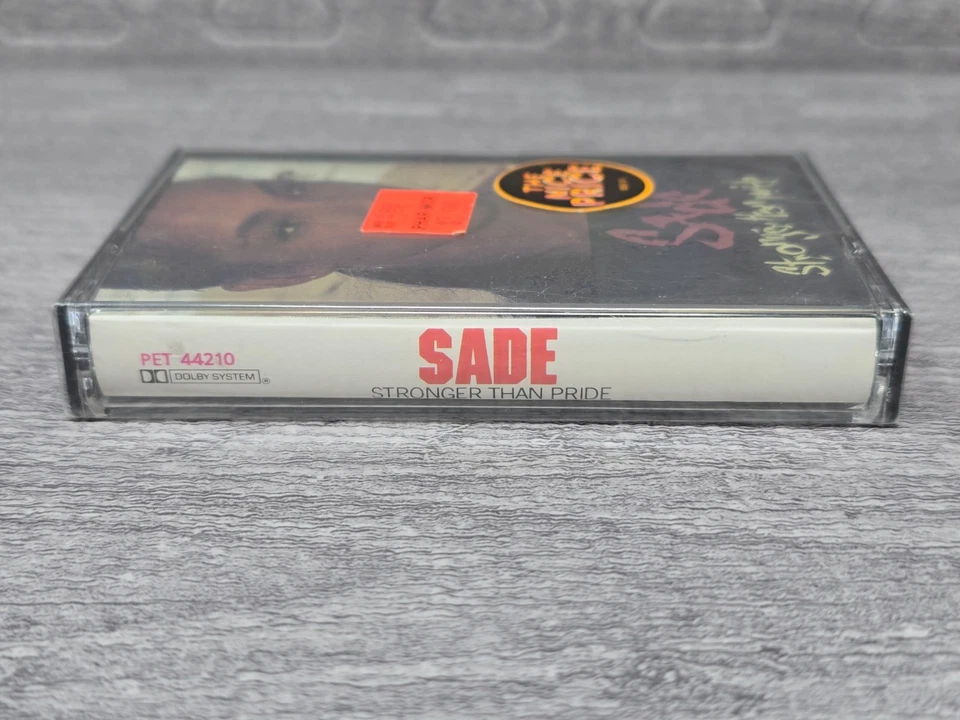 THE
NICE
PRICE
Sade
Stronger than pride
PET 44210
DOLBY SYSTEM®
SADE
STRONGER THAN PRIDE